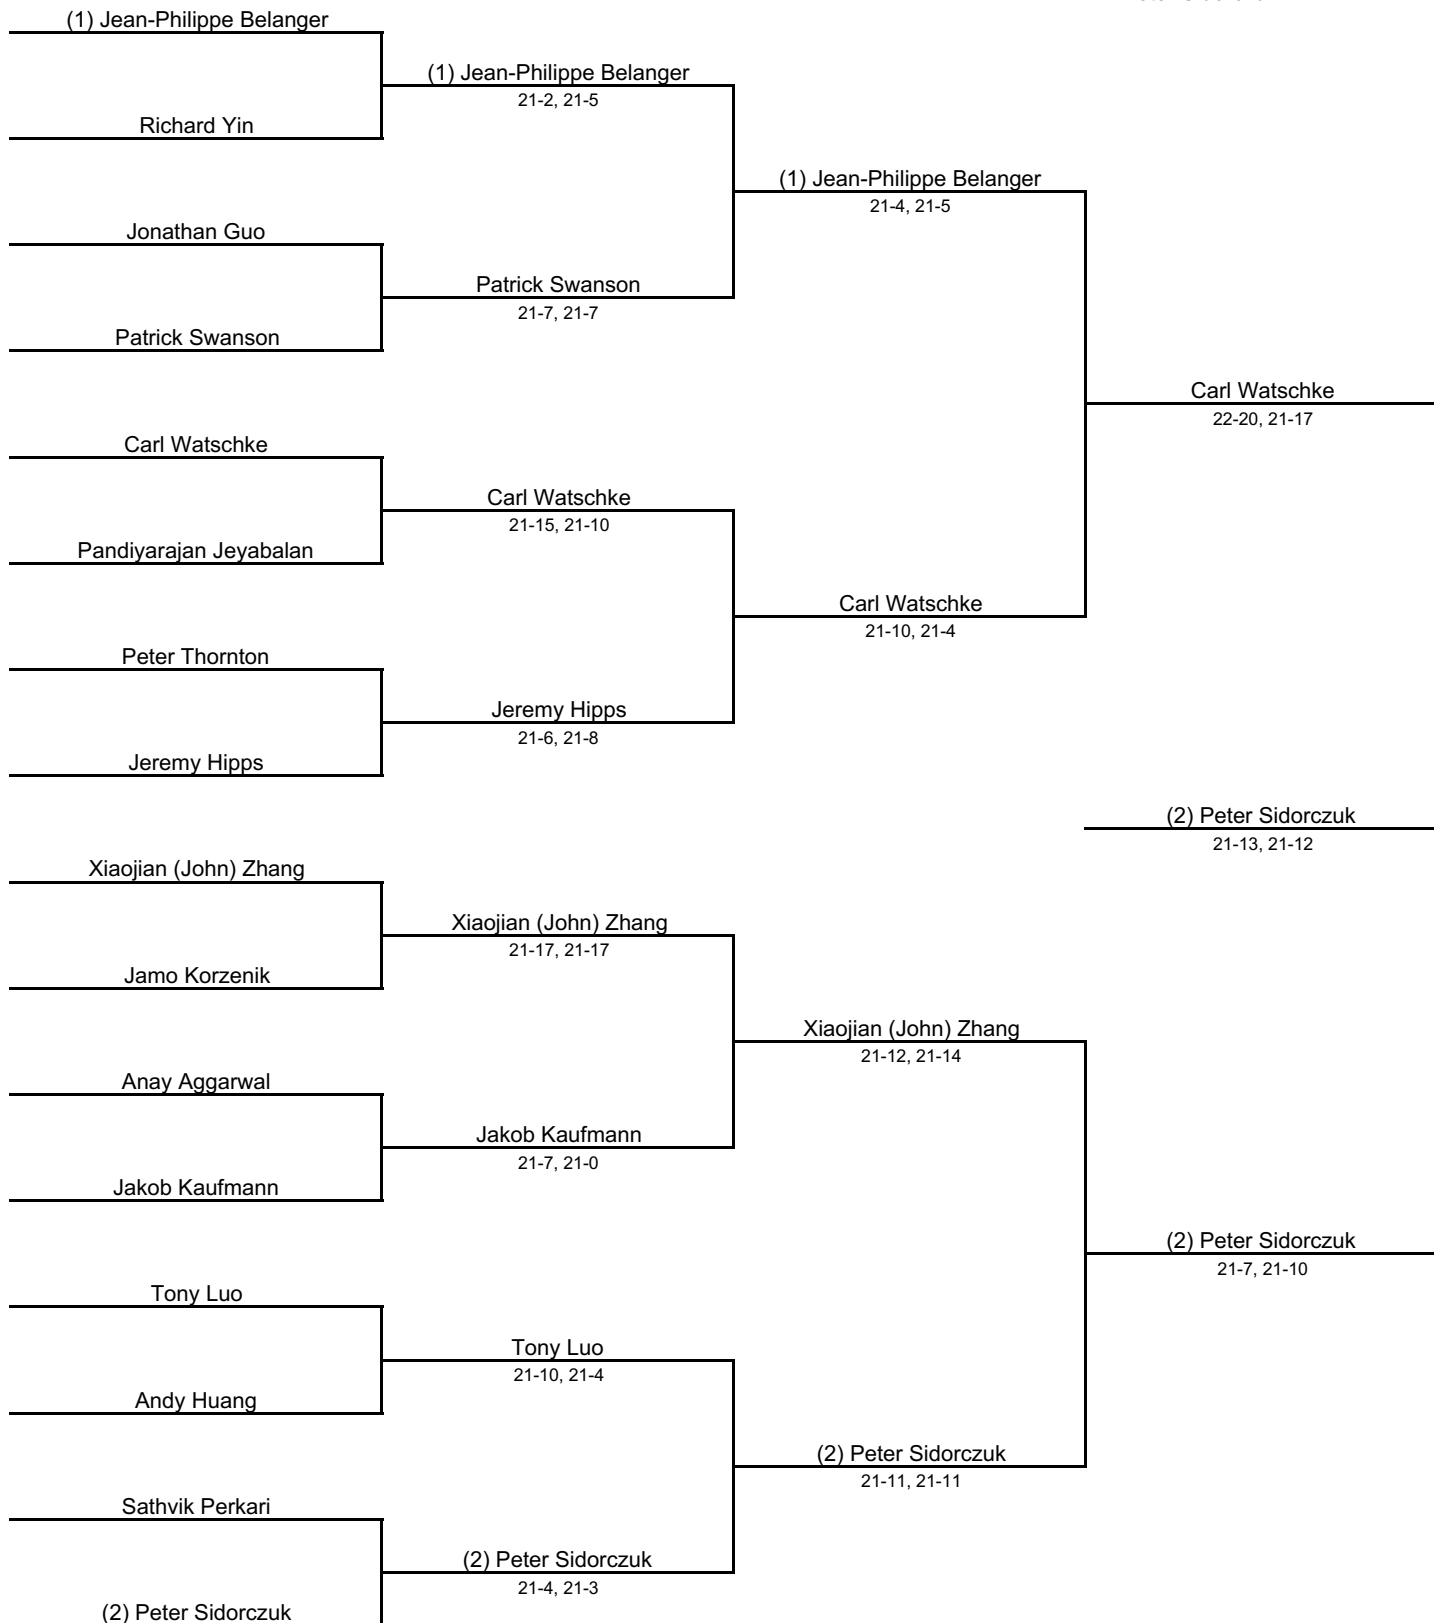 (1) Jean-Philippe Belanger
(1) Jean-Philippe Belanger
21-2, 21-5
Richard Yin
(1) Jean-Philippe Belanger
21-4, 21-5
Jonathan Guo
Patrick Swanson
21-7, 21-7
Patrick Swanson
Carl Watschke
22-20, 21-17
Carl Watschke
Carl Watschke
21-15, 21-10
Pandiyarajan Jeyabalan
Carl Watschke
21-10, 21-4
Peter Thornton
Jeremy Hipps
21-6, 21-8
Jeremy Hipps
(2) Peter Sidorczuk
21-13, 21-12
Xiaojian (John) Zhang
Xiaojian (John) Zhang
21-17, 21-17
Jamo Korzenik
Xiaojian (John) Zhang
21-12, 21-14
Anay Aggarwal
Jakob Kaufmann
21-7, 21-0
Jakob Kaufmann
(2) Peter Sidorczuk
21-7, 21-10
Tony Luo
Tony Luo
21-10, 21-4
Andy Huang
(2) Peter Sidorczuk
21-11, 21-11
Sathvik Perkari
(2) Peter Sidorczuk
21-4, 21-3
(2) Peter Sidorczuk